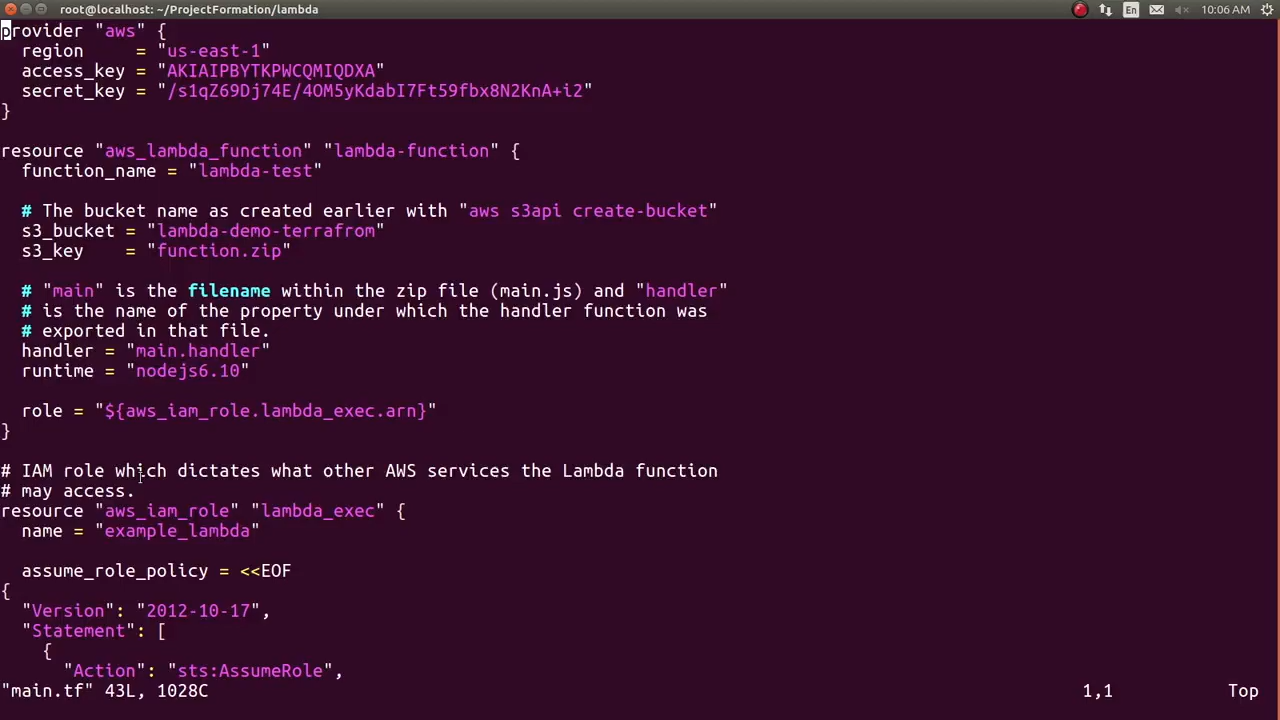 root@localhost: ~/ProjectFormation/lambda
En
10:06 AM
provider "aws" {
  region     = "us-east-1"
  access_key = "AKIAIPBYTKPWCQMIQDXA"
  secret_key = "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"
}
resource "aws_lambda_function" "lambda-function" {
  function_name = "lambda-test"
  # The bucket name as created earlier with "aws s3api create-bucket"
  s3_bucket = "lambda-demo-terrafrom"
  s3_key    = "function.zip"
  # "main" is the filename within the zip file (main.js) and "handler"
  # is the name of the property under which the handler function was
  # exported in that file.
  handler = "main.handler"
  runtime = "nodejs6.10"
  role = "${aws_iam_role.lambda_exec.arn}"
}
# IAM role which dictates what other AWS services the Lambda function
# may access.
resource "aws_iam_role" "lambda_exec" {
  name = "example_lambda"
  assume_role_policy = <<EOF
{
  "Version": "2012-10-17",
  "Statement": [
    {
      "Action": "sts:AssumeRole",
"main.tf" 43L, 1028C
1,1
Top